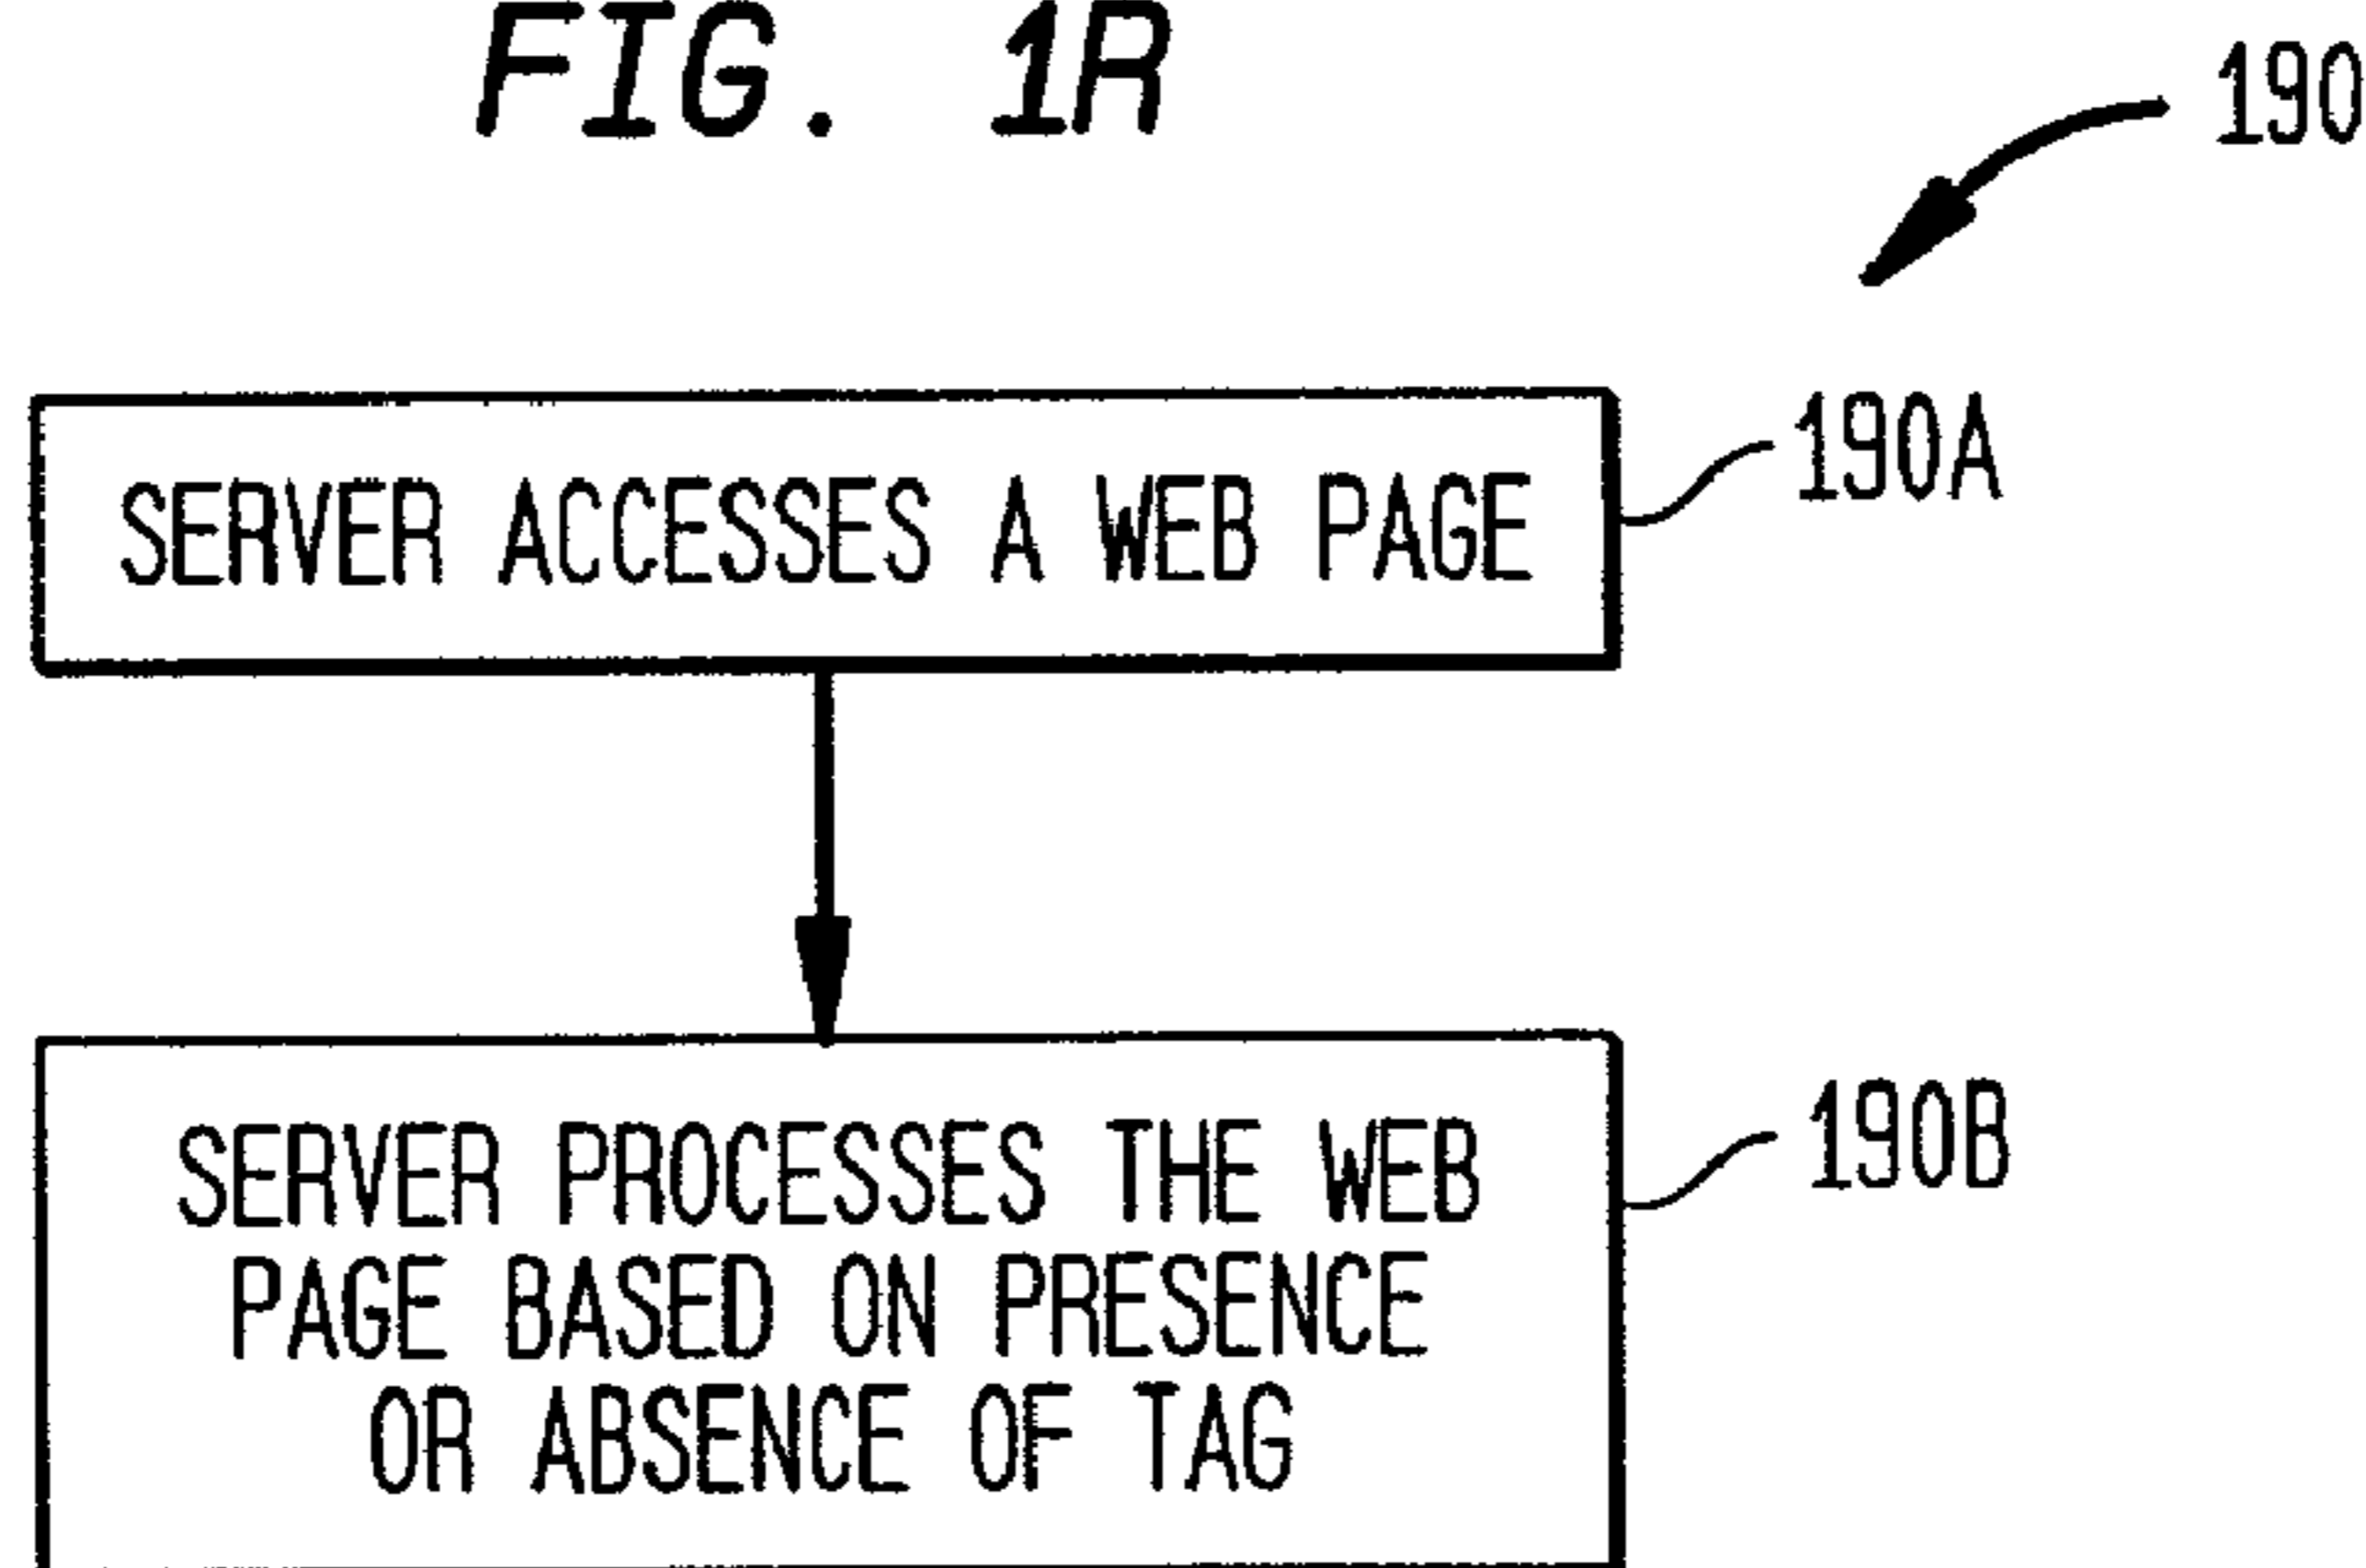 FIG. 1R
190
190A
SERVER ACCESSES A WEB PAGE
190B
SERVER PROCESSES THE WEB
PAGE BASED ON PRESENCE
OR ABSENCE OF TAG